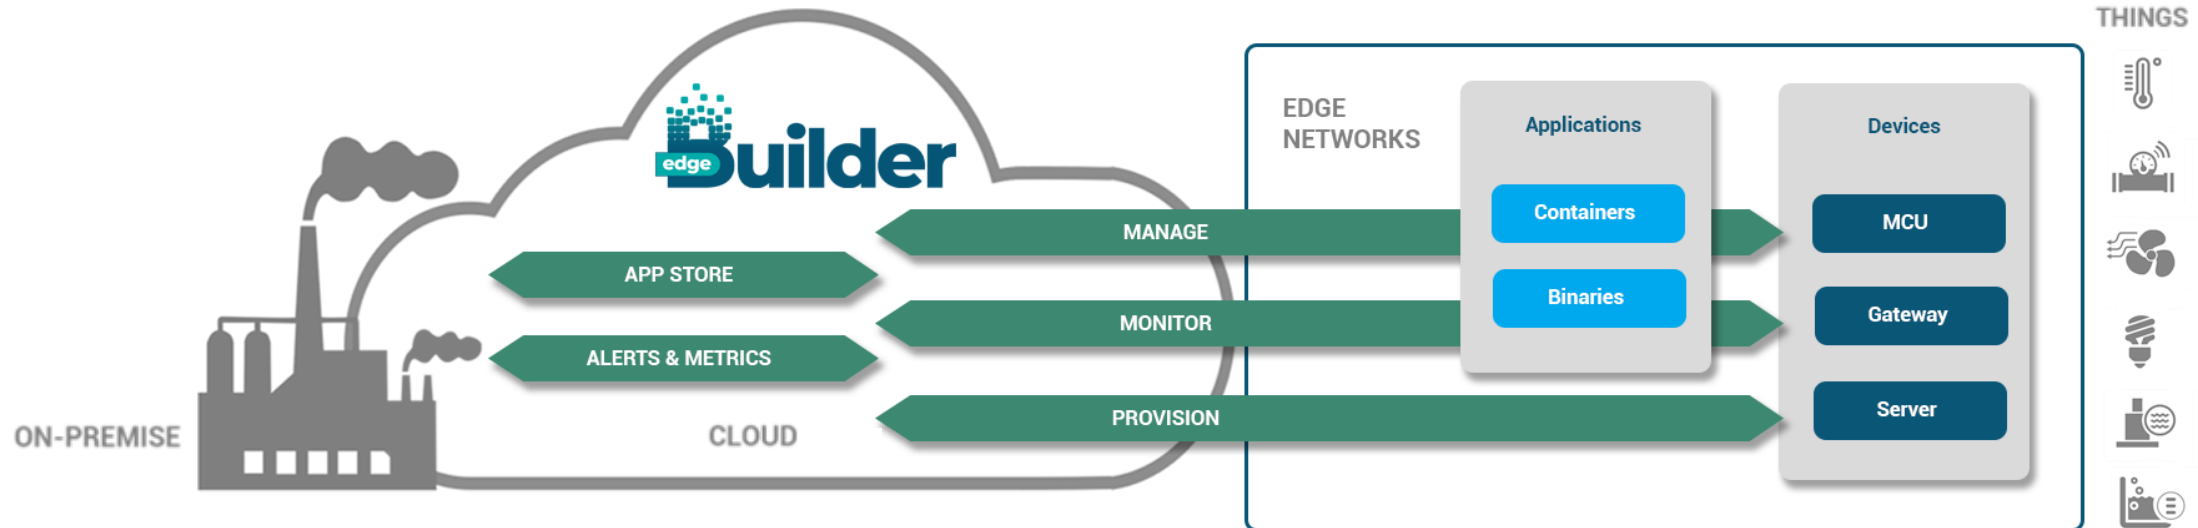 THINGS
EDGE
NETWORKS
Applications
Devices
edge
Builder
Containers
MCU
MANAGE
APP STORE
Binaries
Gateway
MONITOR
ALERTS & METRICS
Server
PROVISION
ON-PREMISE
CLOUD